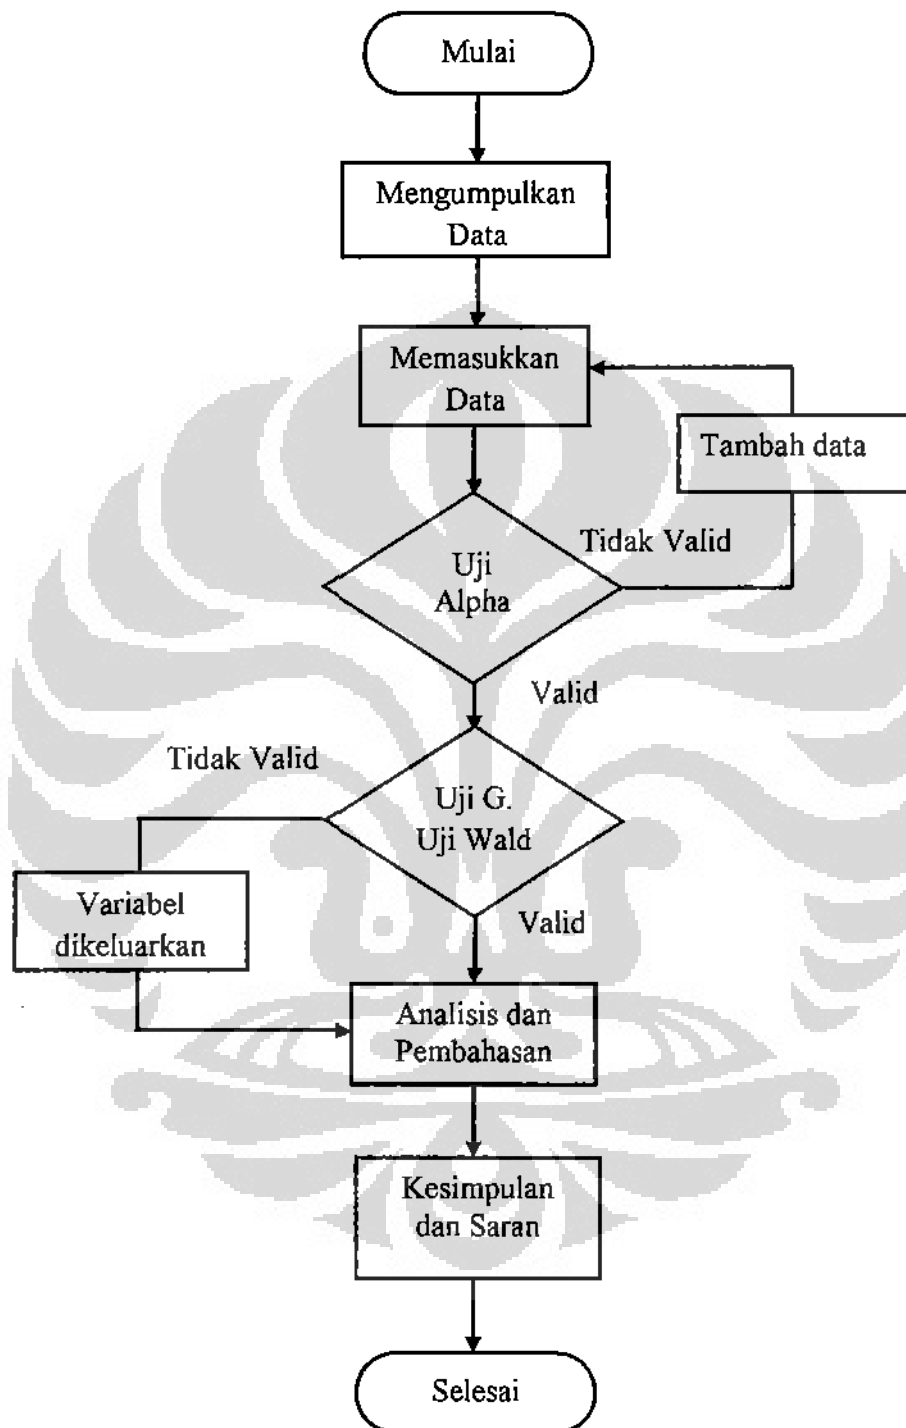 Mulai
Mengumpulkan
Data
Memasukkan
Data
Tambah data
Tidak Valid
Uji
Alpha
Valid
Tidak Valid
Uji G.
Uji Wald
Variabel
dikeluarkan
Valid
Analisis dan
Pembahasan
Kesimpulan
dan Saran
Selesai